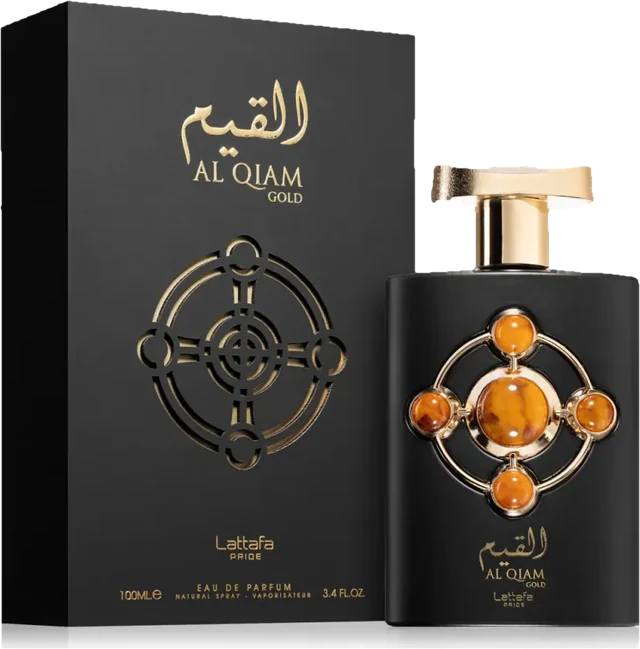 القيم
AL QIAM
GOLD
Lattafa
PRIDE
EAU DE PARFUM
100MLe NATURAL SPRAY - VAPORISATEUR 3.4 FL.OZ.
القيم
AL QIAM
GOLD
Lattafa
PRIDE